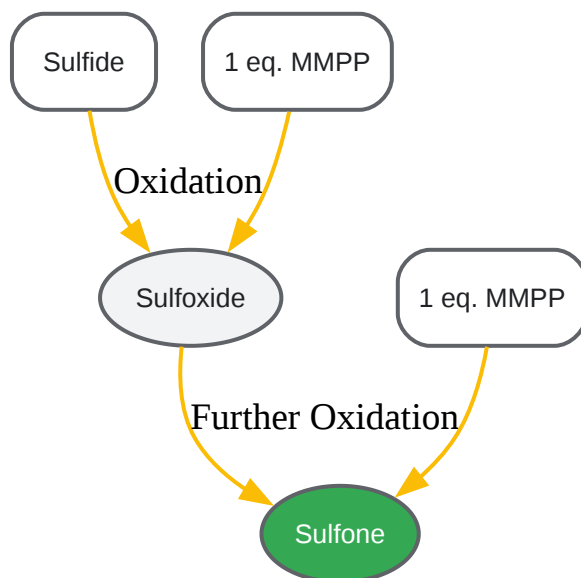 Sulfide
1 eq. MMPP
Oxidation
Sulfoxide
1 eq. MMPP
Further Oxidation
Sulfone